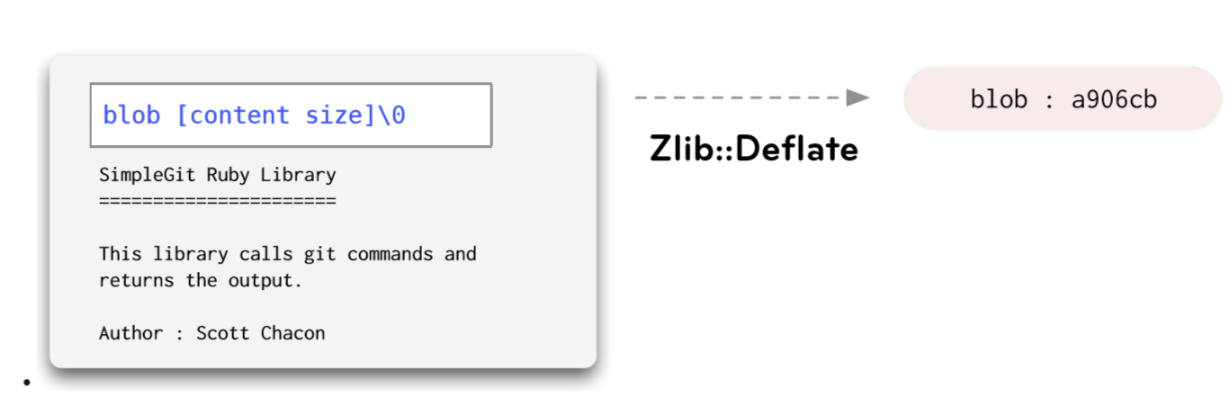 blob [content size]\0
SimpleGit Ruby Library
======================
This library calls git commands and
returns the output.
Author : Scott Chacon
Zlib::Deflate
blob : a906cb